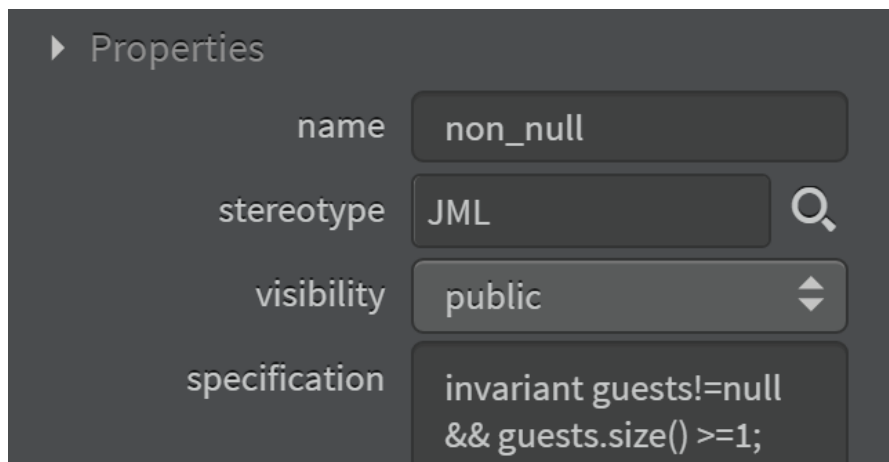 Properties
name non_null
stereotype JML
visibility public
specification invariant guests!=null
&& guests.size() >=1;